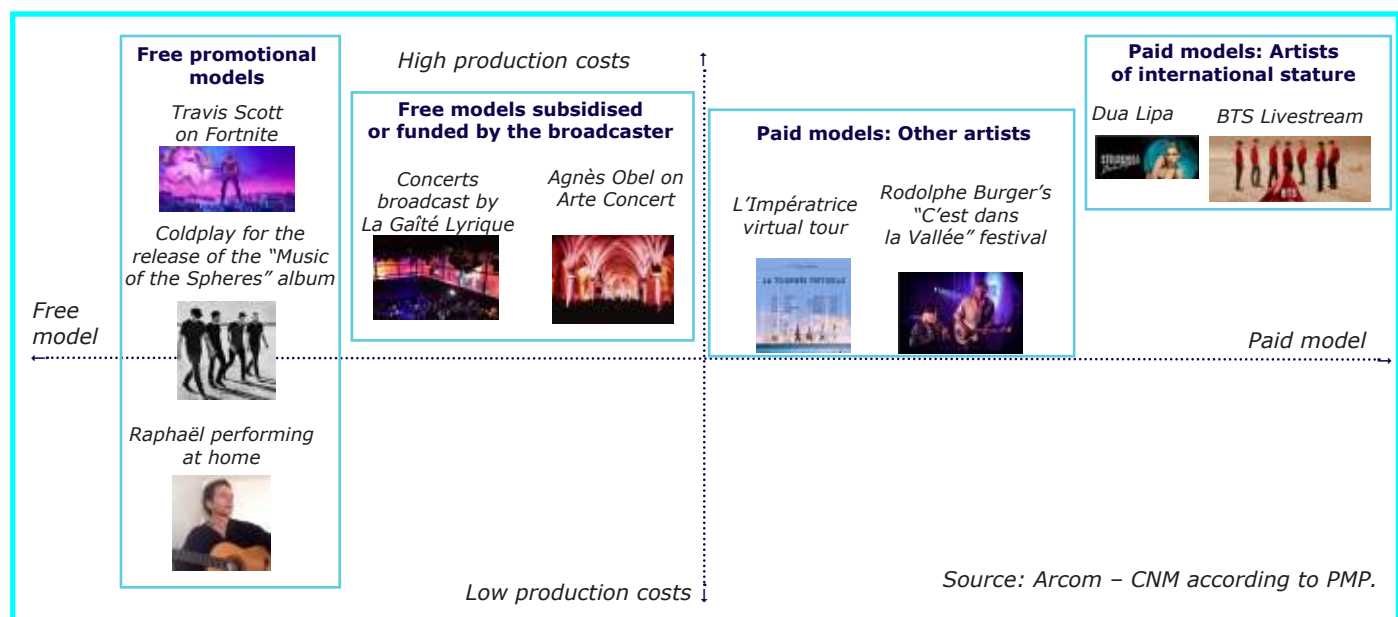 Free promotional
models
Travis Scott
on Fortnite
Coldplay for the
release of the “Music
of the Spheres” album
Raphaël performing
at home
High production costs
Free models subsidised
or funded by the broadcaster
Concerts
broadcast by
La Gaîté Lyrique
Agnès Obel on
Arte Concert
Paid models: Other artists
L’Impératrice
virtual tour
LA TOURNÉE VIRTUELLE
Rodolphe Burger’s
“C’est dans
la Vallée” festival
Paid models: Artists
of international stature
Dua Lipa
BTS Livestream
BTS
Free
model
Paid model
Low production costs
Source: Arcom – CNM according to PMP.